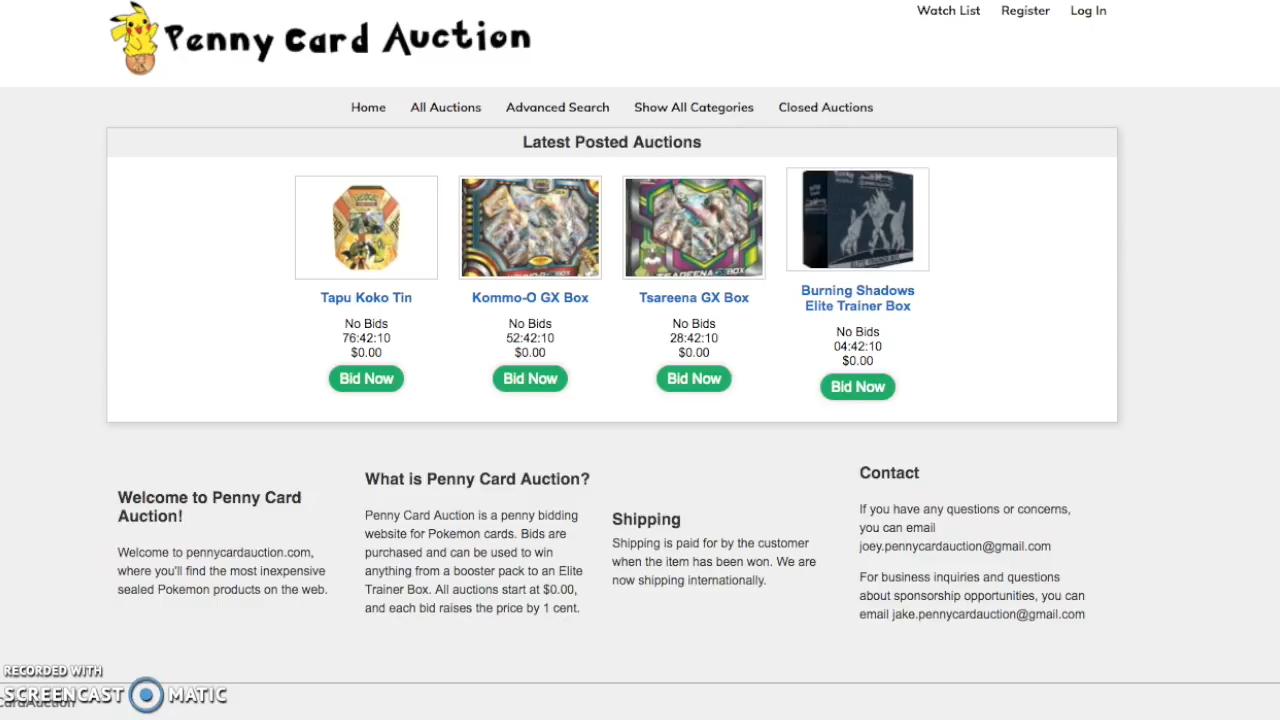 Penny Card Auction
Watch List Register Log In
Home All Auctions Advanced Search Show All Categories Closed Auctions
Latest Posted Auctions
Tapu Koko Tin
No Bids
76:42:10
$0.00
Bid Now
Kommo-O GX Box
No Bids
52:42:10
$0.00
Bid Now
Tsareena GX Box
No Bids
28:42:10
$0.00
Bid Now
Burning Shadows
Elite Trainer Box
No Bids
04:42:10
$0.00
Bid Now
Welcome to Penny Card
Auction!
Welcome to pennycardauction.com,
where you'll find the most inexpensive
sealed Pokemon products on the web.
What is Penny Card Auction?
Penny Card Auction is a penny bidding
website for Pokemon cards. Bids are
purchased and can be used to win
anything from a booster pack to an Elite
Trainer Box. All auctions start at $0.00,
and each bid raises the price by 1 cent.
Shipping
Shipping is paid for by the customer
when the item has been won. We are
now shipping internationally.
Contact
If you have any questions or concerns,
you can email
joey.pennycardauction@gmail.com
For business inquiries and questions
about sponsorship opportunities, you can
email jake.pennycardauction@gmail.com
RECORDED WITH
SCREENCAST MATIC